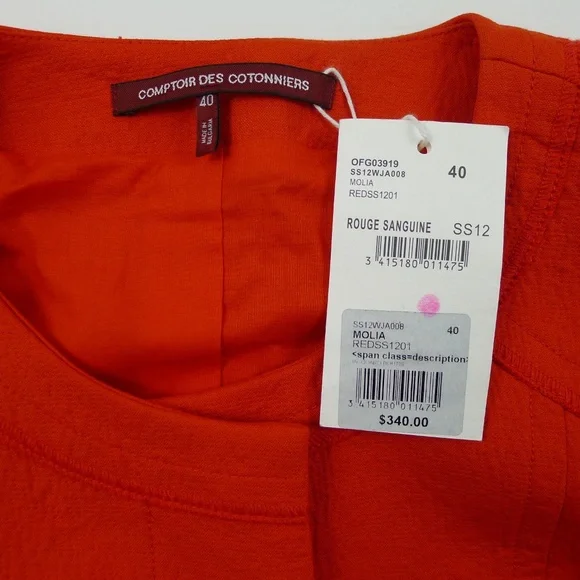 COMPTOIR DES COTONNIERS
40
MADE IN
BULGARIA
OFG03919
SS12WJA008
40
MOLIA
REDSS1201
ROUGE SANGUINE SS12
3 415180 011475
SS12WJA008
40
MOLIA
REDSS1201
<span class=description>
3 415180 011475
$340.00